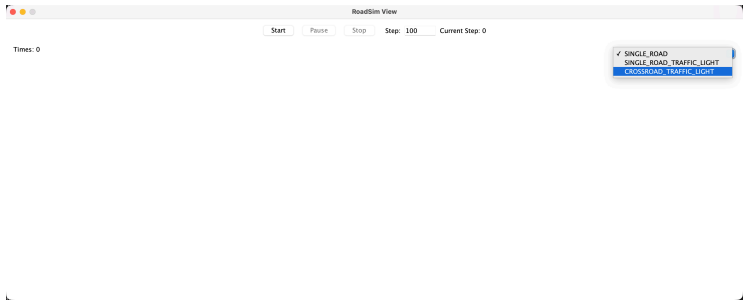 RoadSim View
Start Pause Stop Step: 100 Current Step: 0
Times: 0
✓ SINGLE_ROAD
SINGLE_ROAD_TRAFFIC_LIGHT
CROSSROAD_TRAFFIC_LIGHT